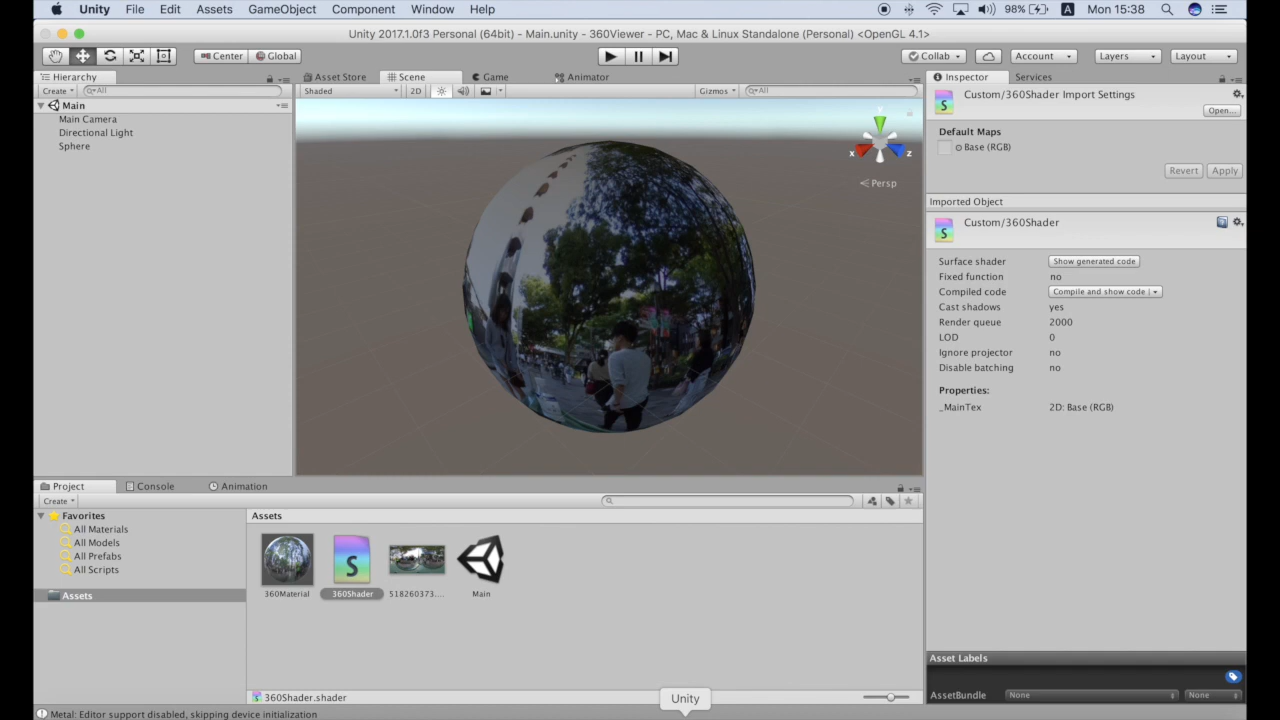 Unity File Edit Assets GameObject Component Window Help 98% A Mon 15:38
Unity 2017.1.0f3 Personal (64bit) - Main.unity - 360Viewer - PC, Mac & Linux Standalone (Personal) <OpenGL 4.1>
Center Global Collab Account Layers Layout
Hierarchy Asset Store Scene Game Animator Inspector Services
Create All Shaded 2D Gizmos All
Main
Main Camera
Directional Light
Sphere
y
x z
Persp
Custom/360Shader Import Settings
Open...
Default Maps
Base (RGB)
Revert Apply
Imported Object
Custom/360Shader
S
S
Surface shader Show generated code
Fixed function no
Compiled code Compile and show code
Cast shadows yes
Render queue 2000
LOD 0
Ignore projector no
Disable batching no
Properties:
_MainTex 2D: Base (RGB)
Project Console Animation
Create
Favorites
All Materials
All Models
All Prefabs
All Scripts
Assets
Assets
S
360Material 360Shader 518260373.... Main
360Shader.shader
Asset Labels
AssetBundle None None
Unity
Metal: Editor support disabled, skipping device initialization